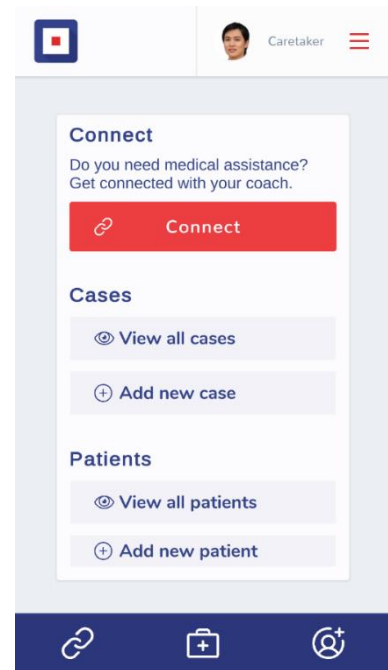 Caretaker
Connect
Do you need medical assistance?
Get connected with your coach.
Connect
Cases
View all cases
Add new case
Patients
View all patients
Add new patient